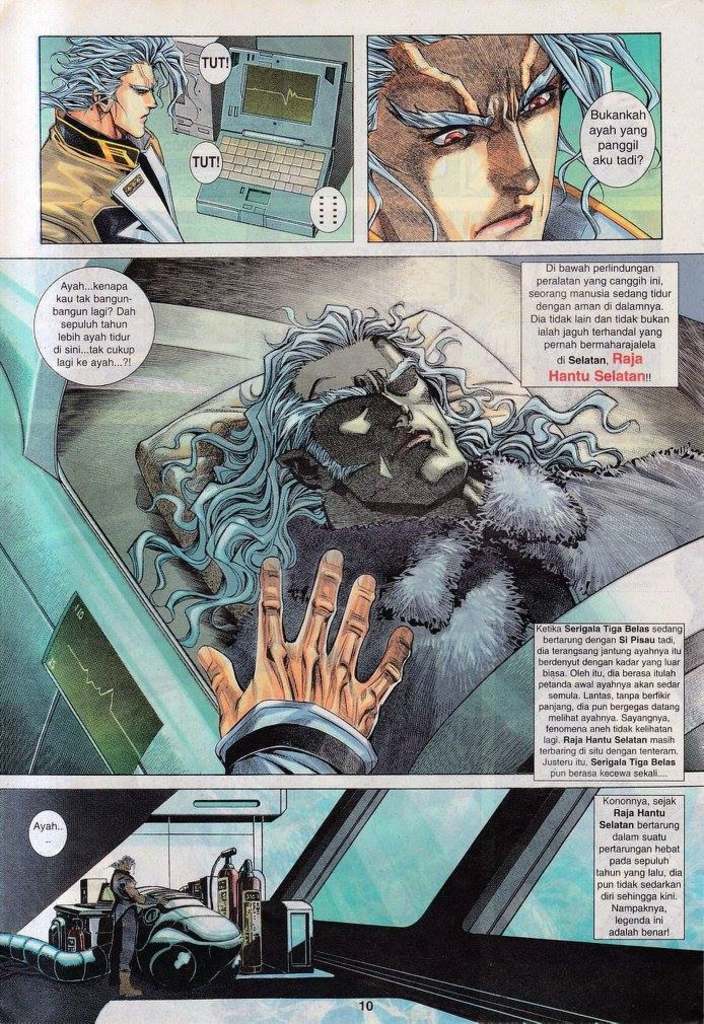 TUT!
TUT!
Bukankah
ayah yang
panggil
aku tadi?
Ayah...kenapa
kau tak bangun-
bangun lagi? Dah
sepuluh tahun
lebih ayah tidur
di sini...tak cukup
lagi ke ayah...?!
Di bawah perlindungan
peralatan yang canggih ini,
seorang manusia sedang tidur
dengan aman di dalamnya.
Dia tidak lain dan tidak bukan
ialah jaguh terhandal yang
pernah bermaharajalela
di Selatan, Raja
Hantu Selatan!!
110
Ketika Serigala Tiga Belas sedang
bertarung dengan Si Pisau tadi,
dia terangsang jantung ayahnya itu
berdenyut dengan kadar yang luar
biasa. Oleh itu, dia berasa itulah
petanda awal ayahnya akan sedar
semula. Lantas, tanpa berfikir
panjang, dia pun bergegas datang
melihat ayahnya. Sayangnya,
fenomena aneh tidak kelihatan
lagi. Raja Hantu Selatan masih
terbaring di situ dengan tenteram.
Justeru itu, Serigala Tiga Belas
pun berasa kecewa sekali....
Ayah..
..
Kononnya, sejak
Raja Hantu
Selatan bertarung
dalam suatu
pertarungan hebat
pada sepuluh
tahun yang lalu, dia
pun tidak sedarkan
diri sehingga kini.
Nampaknya,
legenda ini
adalah benar!
10